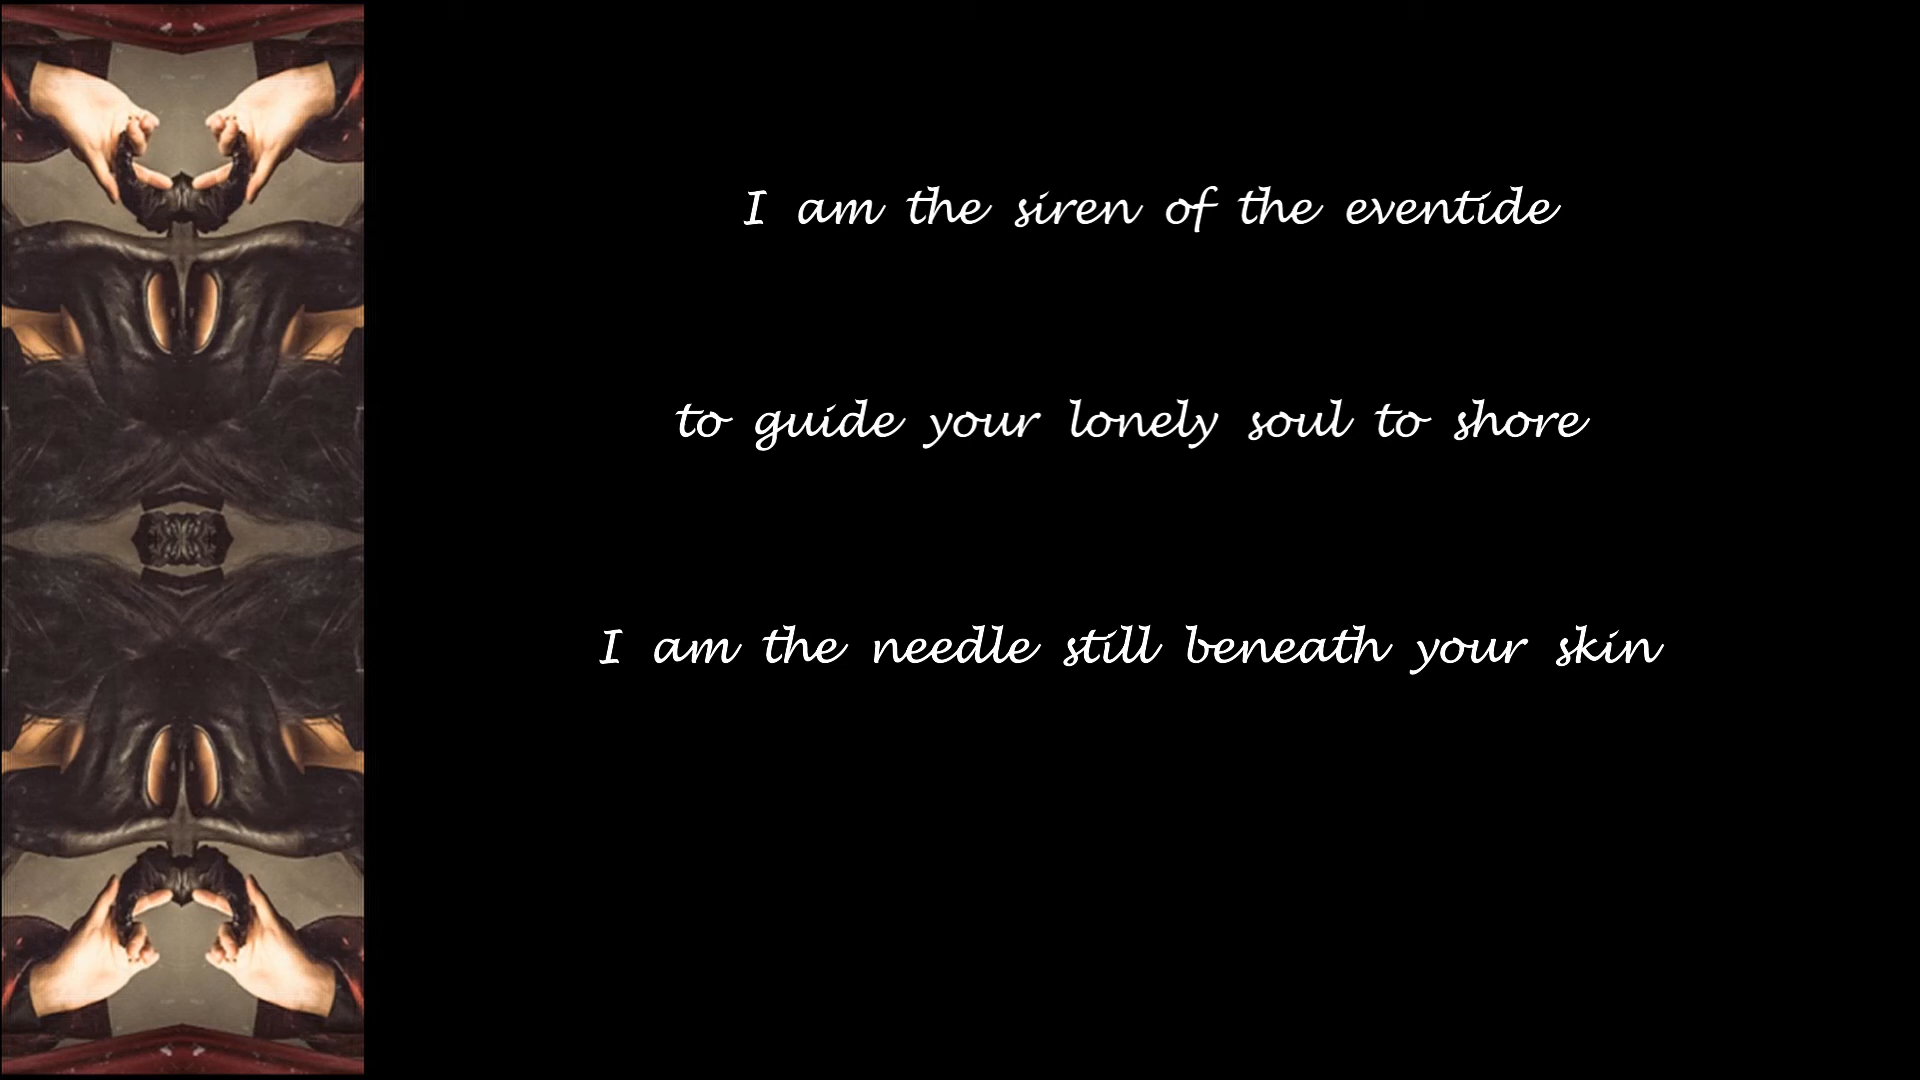 I am the siren of the eventide
to guide your lonely soul to shore
I am the needle still beneath your skin